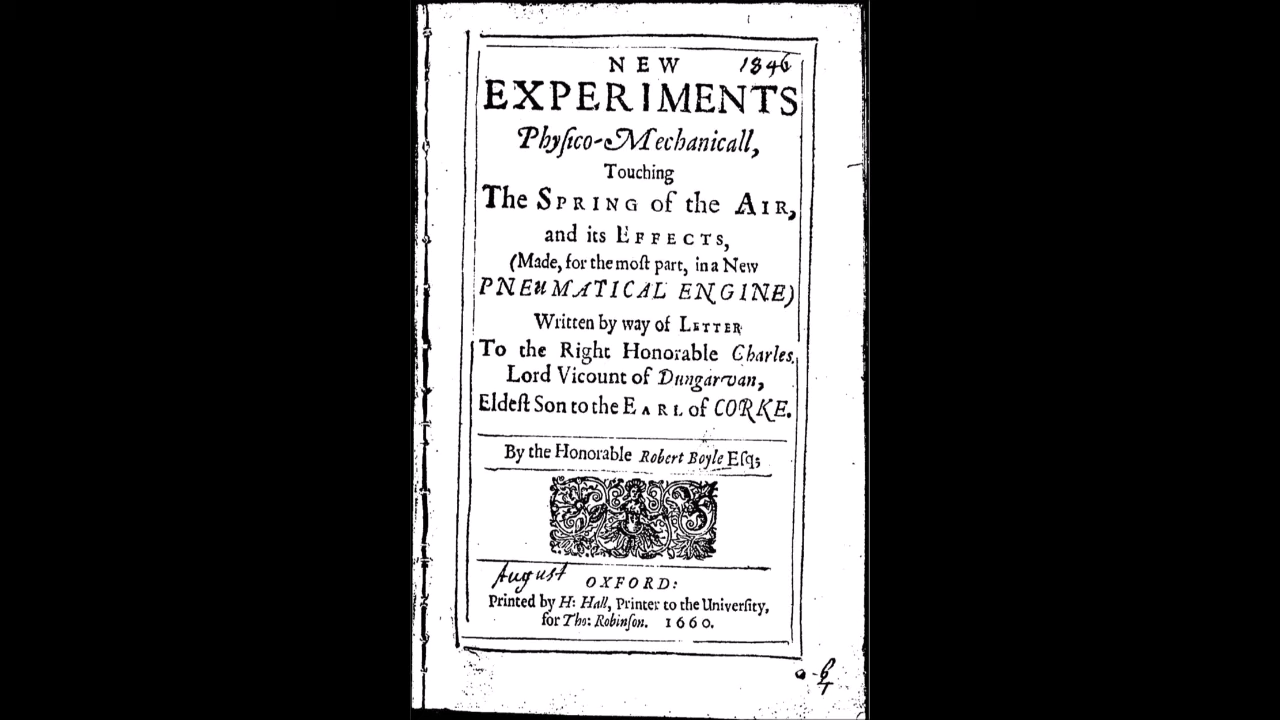 NEW 1846
EXPERIMENTS
Phyſico-Mechanicall,
Touching
The SPRING of the AIR,
and its EFFECTS,
(Made, for the moſt part, in a New
PNEUMATICAL ENGINE)
Written by way of LETTER
To the Right Honorable Charles,
Lord Vicount of Dungarvan,
Eldeſt Son to the EARL of CORKE.
By the Honorable Robert Boyle Eſq;
August
OXFORD:
Printed by H: Hall, Printer to the Univerſity,
for Tho: Robinſon. 1660.